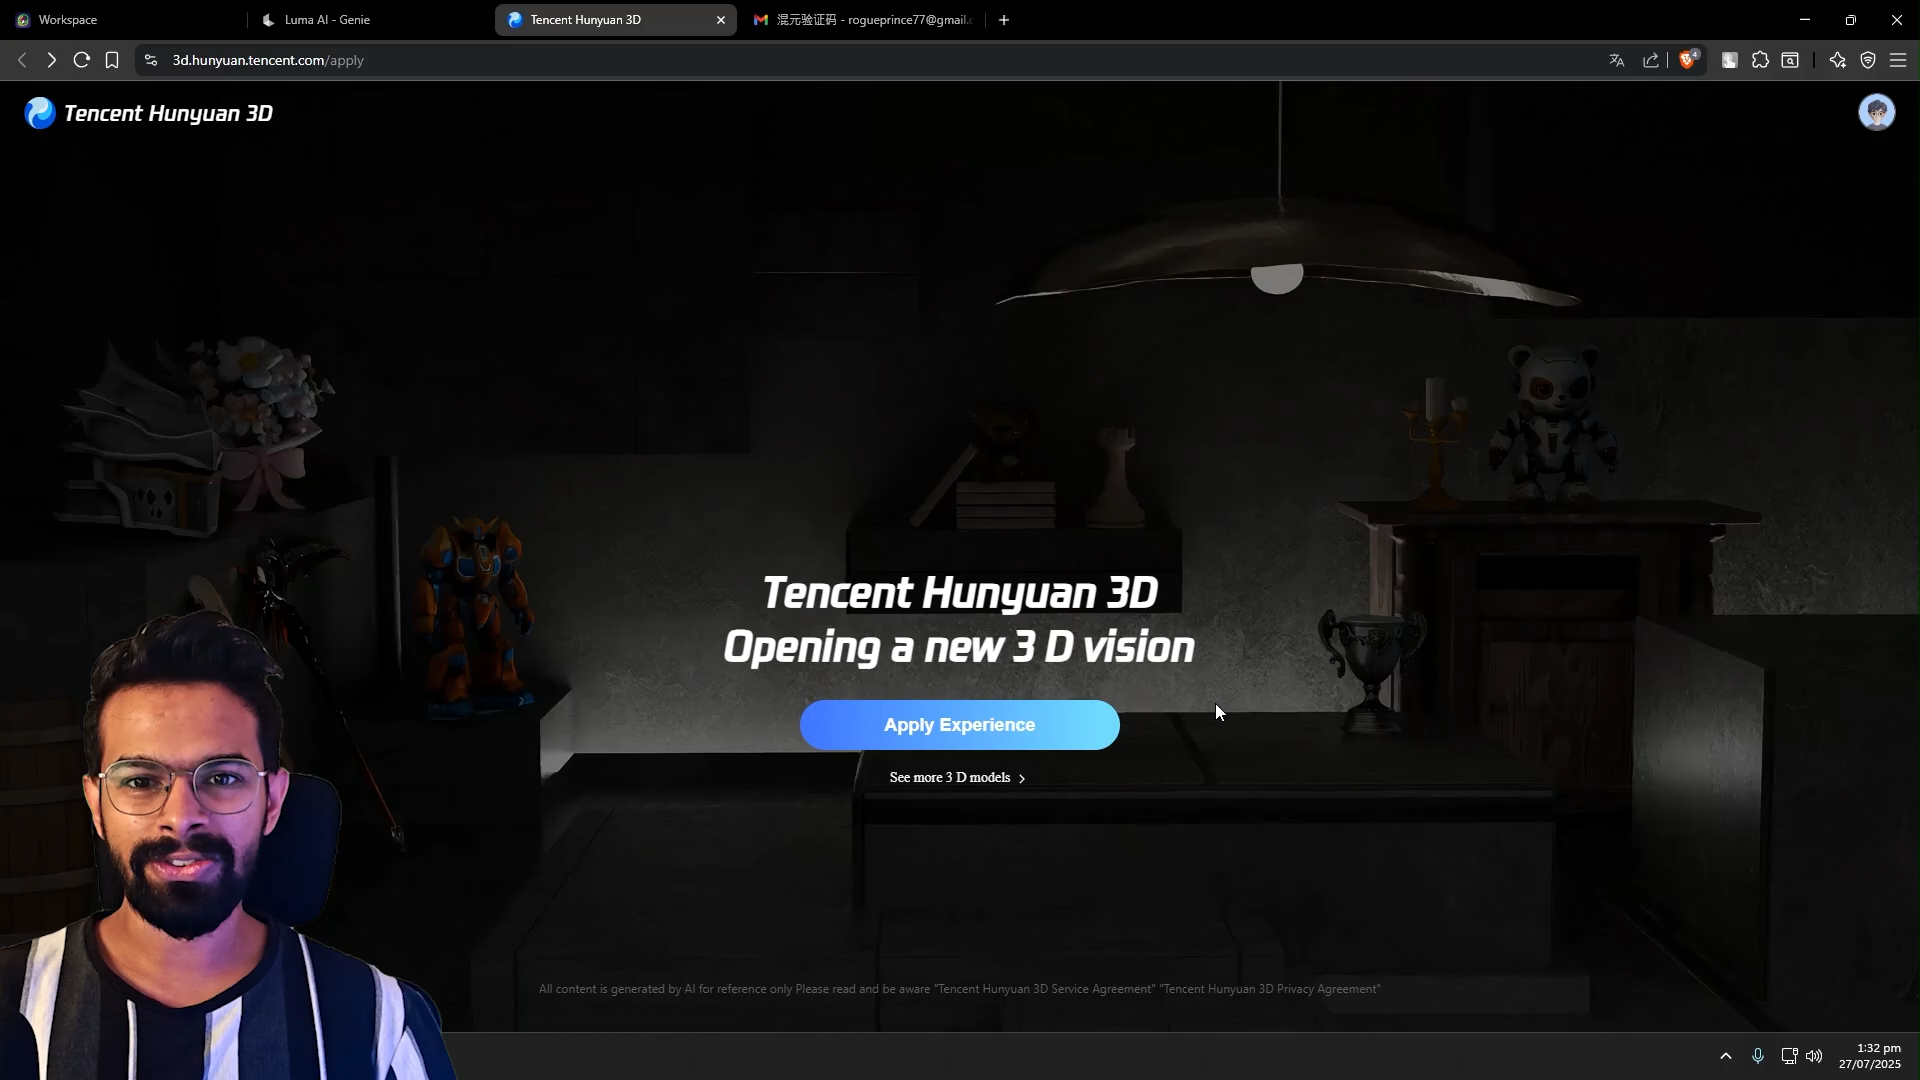 Workspace
Luma AI - Genie
Tencent Hunyuan 3D
混元验证码 - rogueprince77@gmail.c
3d.hunyuan.tencent.com/apply
4
Tencent Hunyuan 3D
Tencent Hunyuan 3D
Opening a new 3 D vision
Apply Experience
See more 3 D models
All content is generated by AI for reference only Please read and be aware "Tencent Hunyuan 3D Service Agreement" "Tencent Hunyuan 3D Privacy Agreement"
1:32 pm
27/07/2025